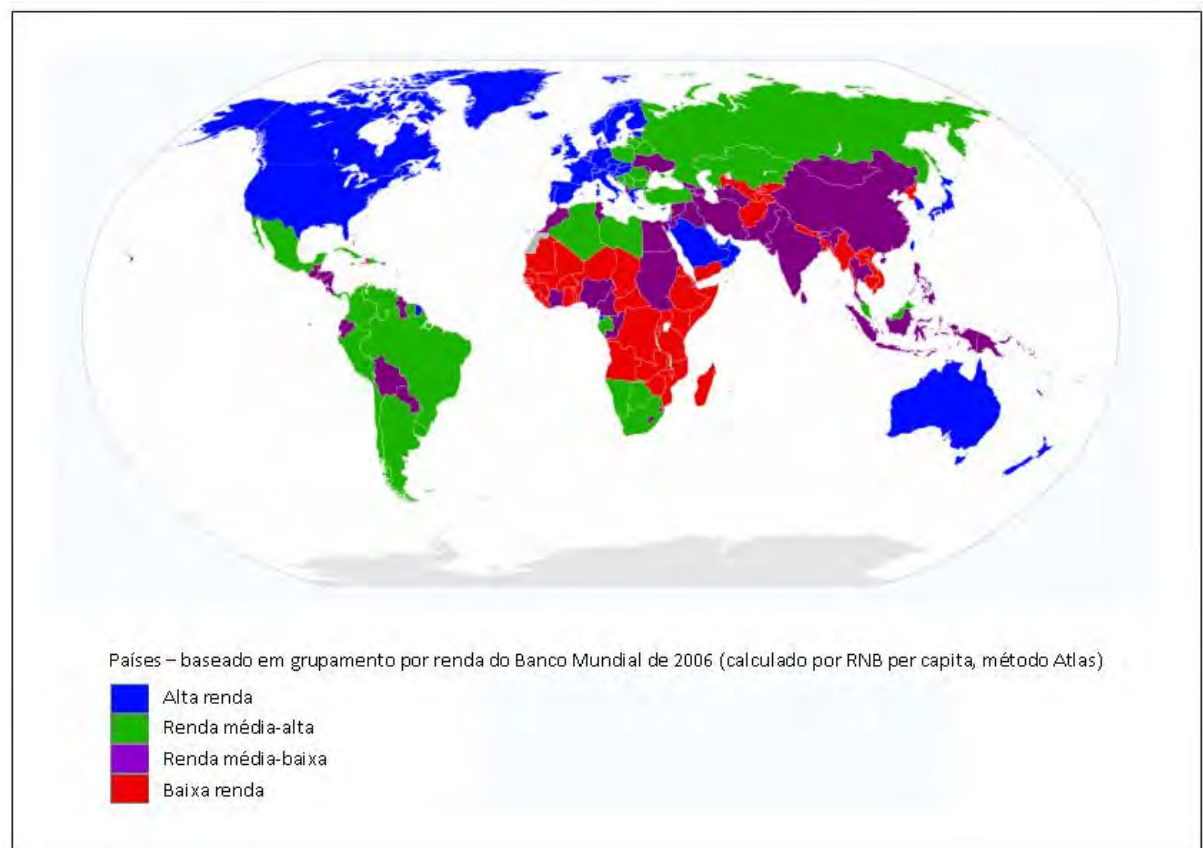 Países – baseado em grupamento por renda do Banco Mundial de 2006 (calculado por RNB per capita, método Atlas)
Alta renda
Renda média-alta
Renda média-baixa
Baixa renda